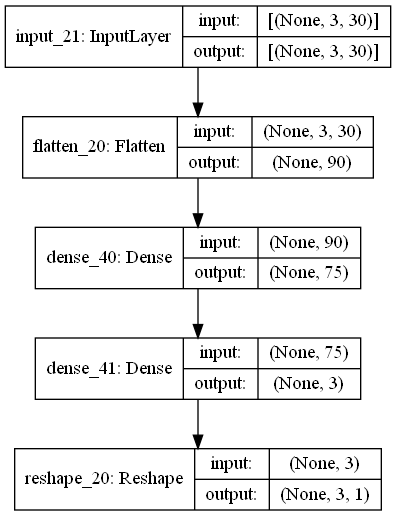 input_21: InputLayer input: [(None, 3, 30)]
output: [(None, 3, 30)]
flatten_20: Flatten input: (None, 3, 30)
output: (None, 90)
dense_40: Dense input: (None, 90)
output: (None, 75)
dense_41: Dense input: (None, 75)
output: (None, 3)
reshape_20: Reshape input: (None, 3)
output: (None, 3, 1)